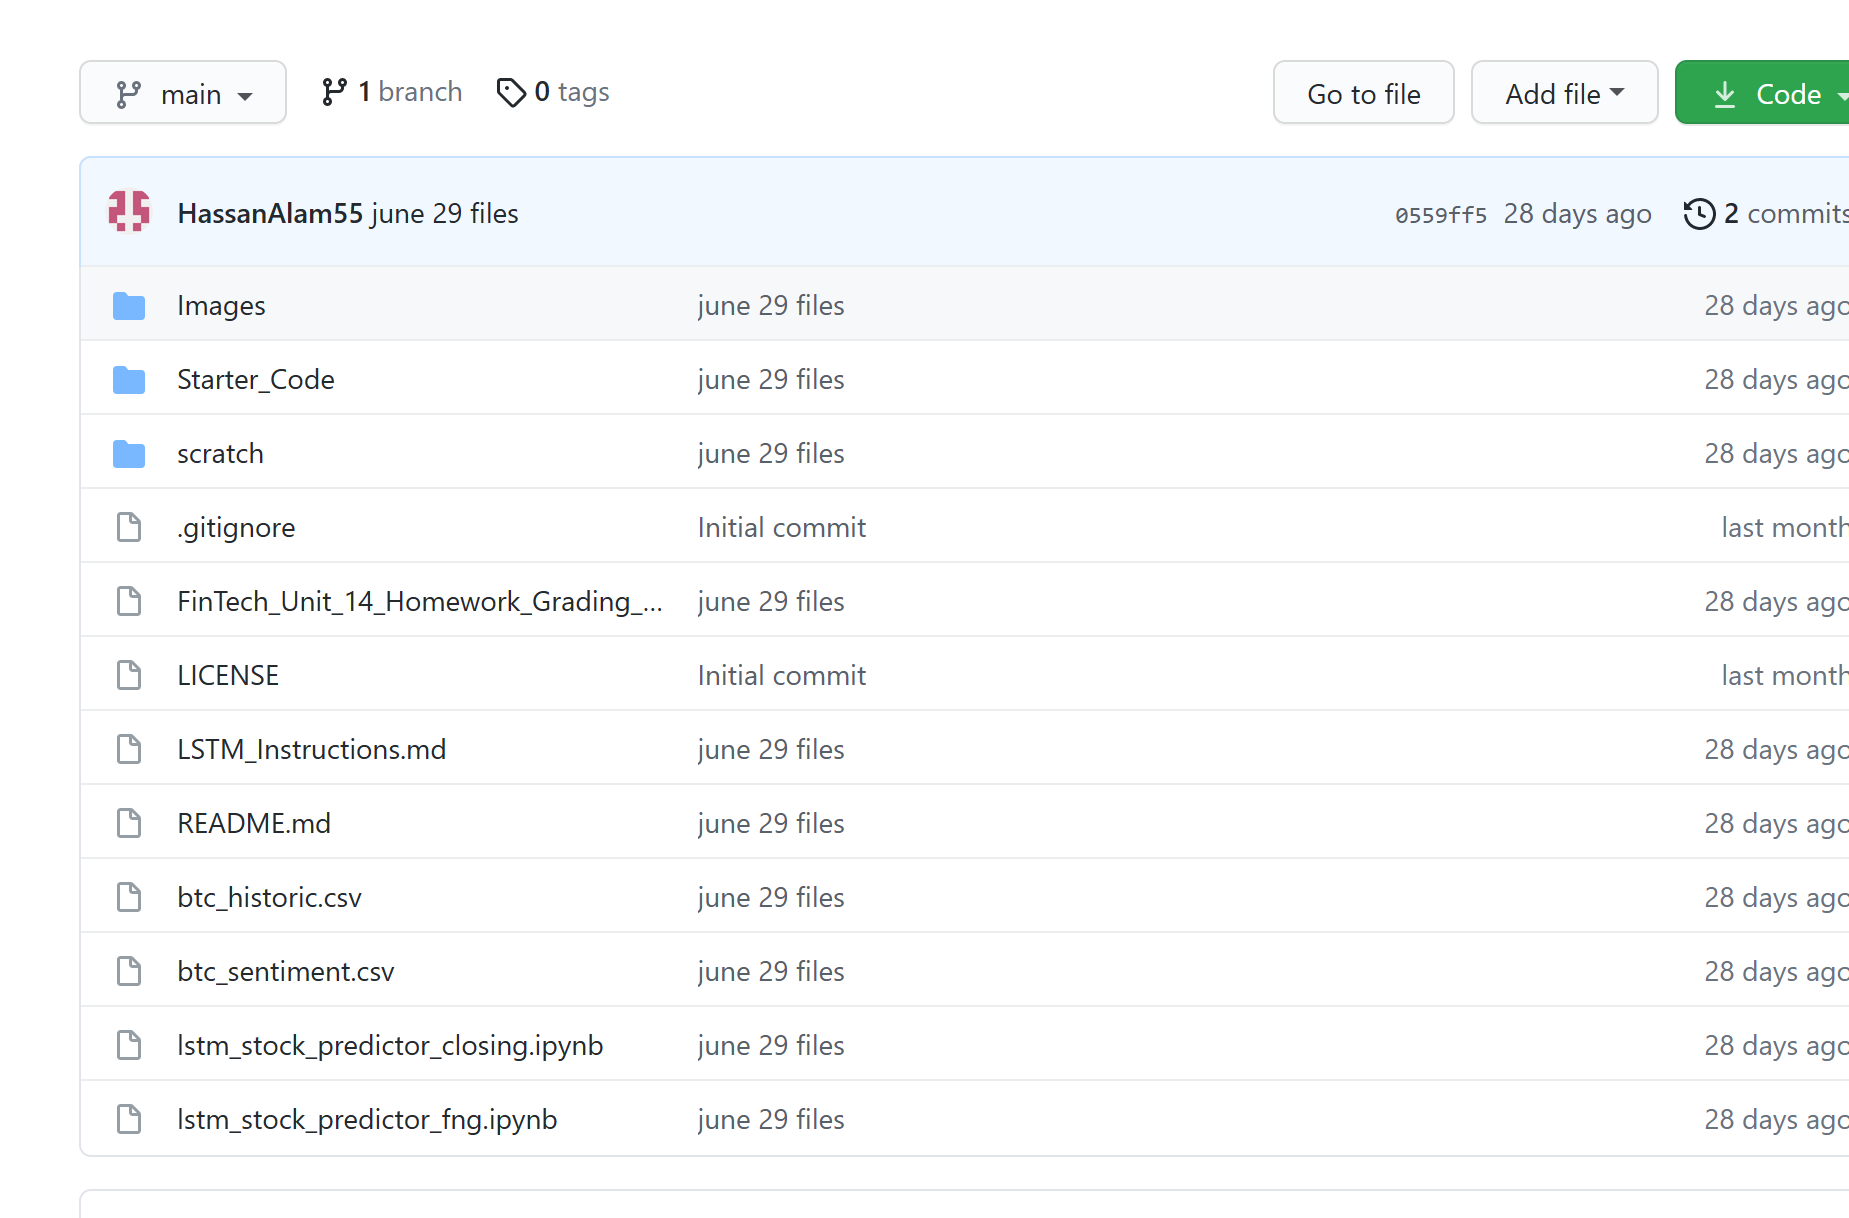 main 1 branch 0 tags Go to file Add file Code
HassanAlam55 june 29 files 0559ff5 28 days ago 2 commits
Images june 29 files 28 days ago
Starter_Code june 29 files 28 days ago
scratch june 29 files 28 days ago
.gitignore Initial commit last month
FinTech_Unit_14_Homework_Grading_... june 29 files 28 days ago
LICENSE Initial commit last month
LSTM_Instructions.md june 29 files 28 days ago
README.md june 29 files 28 days ago
btc_historic.csv june 29 files 28 days ago
btc_sentiment.csv june 29 files 28 days ago
lstm_stock_predictor_closing.ipynb june 29 files 28 days ago
lstm_stock_predictor_fng.ipynb june 29 files 28 days ago